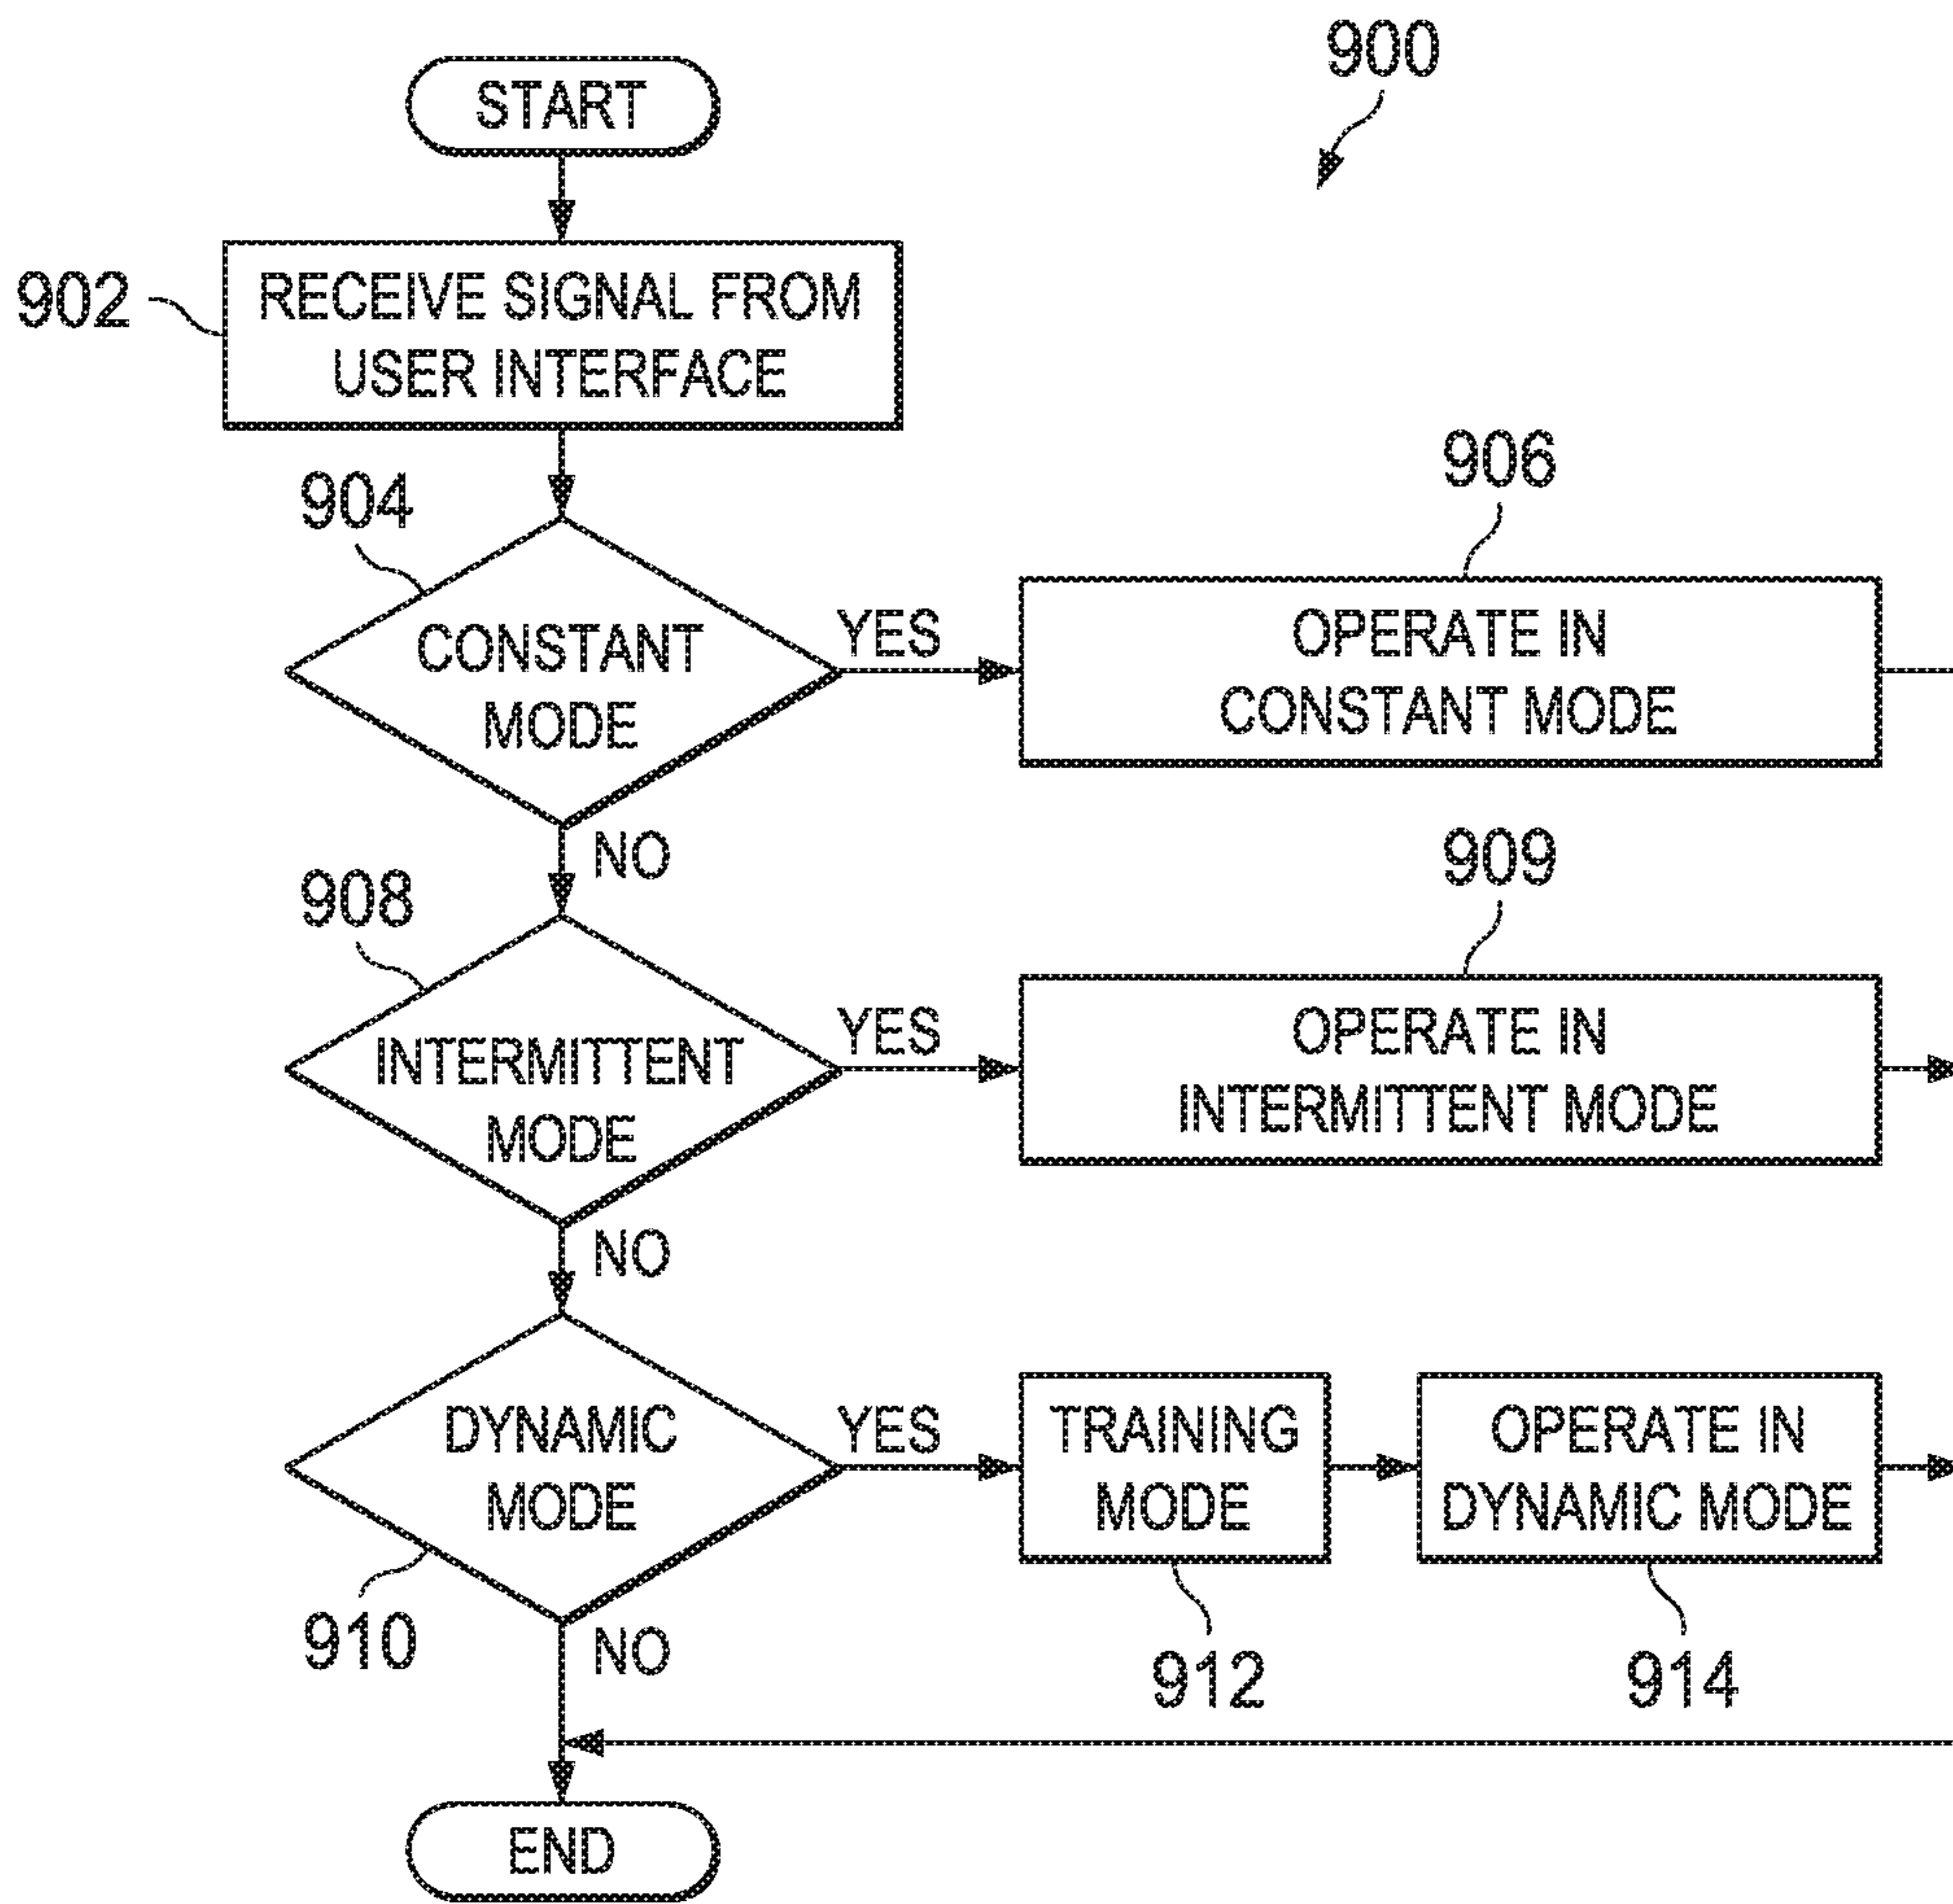 900
START
902
RECEIVE SIGNAL FROM
USER INTERFACE
904
906
CONSTANT
MODE
YES
OPERATE IN
CONSTANT MODE
NO
908
909
INTERMITTENT
MODE
YES
OPERATE IN
INTERMITTENT MODE
NO
DYNAMIC
MODE
YES
TRAINING
MODE
OPERATE IN
DYNAMIC MODE
910
NO
912
914
END